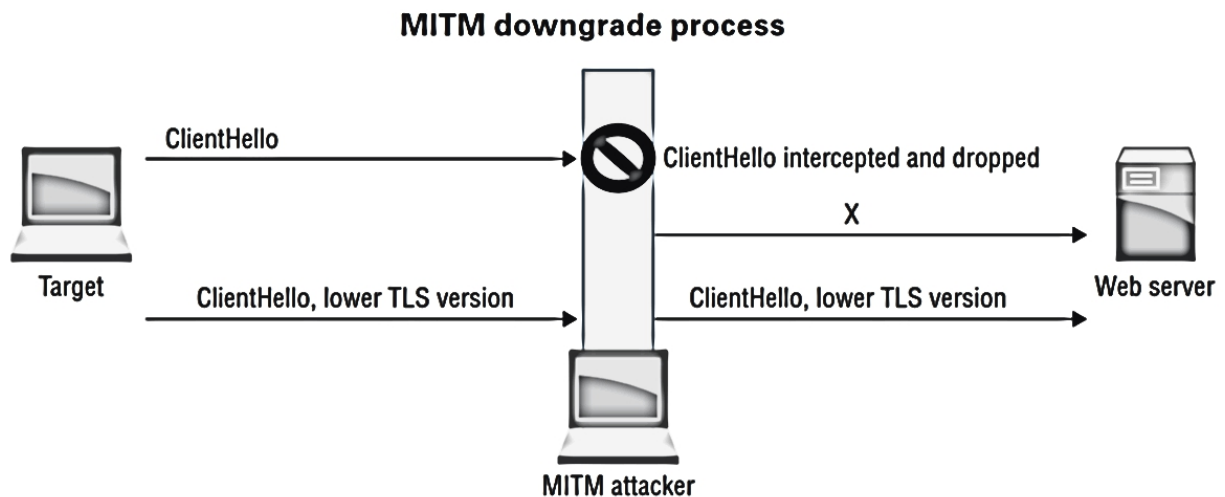 MITM downgrade process
ClientHello
ClientHello intercepted and dropped
X
Target
Web server
ClientHello, lower TLS version
ClientHello, lower TLS version
MITM attacker